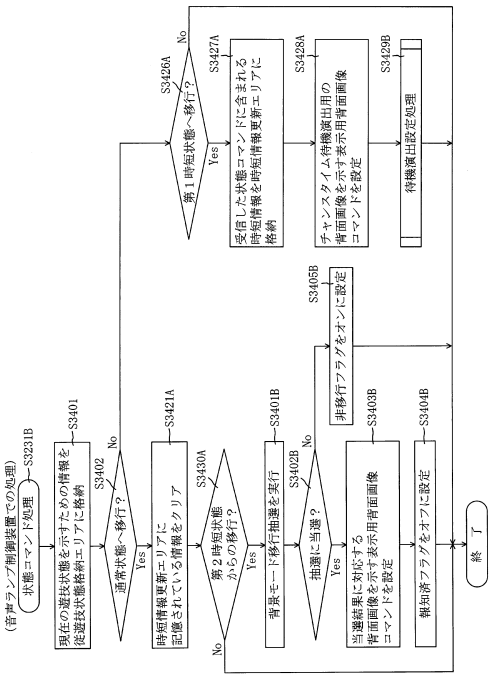 (音声ランプ制御装置での処理)
状態コマンド処理
S3231B
現在の遊技状態を示すための情報を
従遊技状態格納エリアに格納
S3401
通常状態へ移行?
S3402
No
Yes
時短情報更新エリアに
記憶されている情報をクリア
S3421A
第2時短状態
からの移行?
S3430A
No
Yes
背景モード移行抽選を実行
S3401B
抽選に当選?
S3402B
No
Yes
非移行フラグをオンに設定
S3405B
当選結果に対応する
背面画像を示す表示用背面画像
コマンドを設定
S3403B
報知済フラグをオフに設定
S3404B
第1時短状態へ移行?
S3426A
No
Yes
受信した状態コマンドに含まれる
時短情報を時短情報更新エリアに
格納
S3427A
チャンスタイム待機演出用の
背面画像を示す表示用背面画像
コマンドを設定
S3428A
待機演出設定処理
S3429B
終了